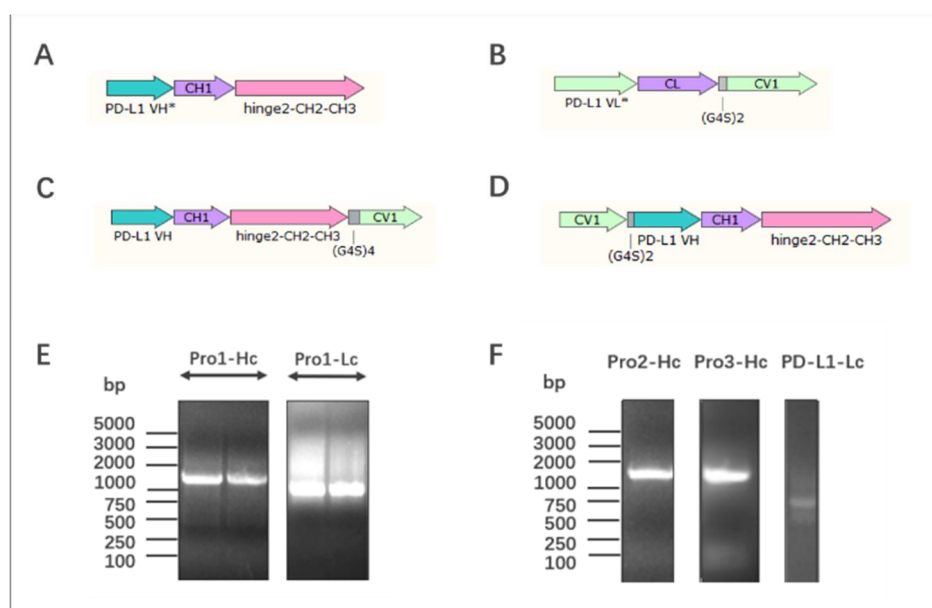 A
CH1
PD-L1 VH*
hinge2-CH2-CH3
B
CL
CV1
PD-L1 VL*
(G4S)2
C
CH1
CV1
PD-L1 VH
hinge2-CH2-CH3
(G4S)4
D
CV1
CH1
PD-L1 VH
hinge2-CH2-CH3
(G4S)2
E
Pro1-Hc
Pro1-Lc
bp
5000
3000
2000
1000
750
500
250
100
F
Pro2-Hc
Pro3-Hc
PD-L1-Lc
bp
5000
3000
2000
1000
750
500
250
100